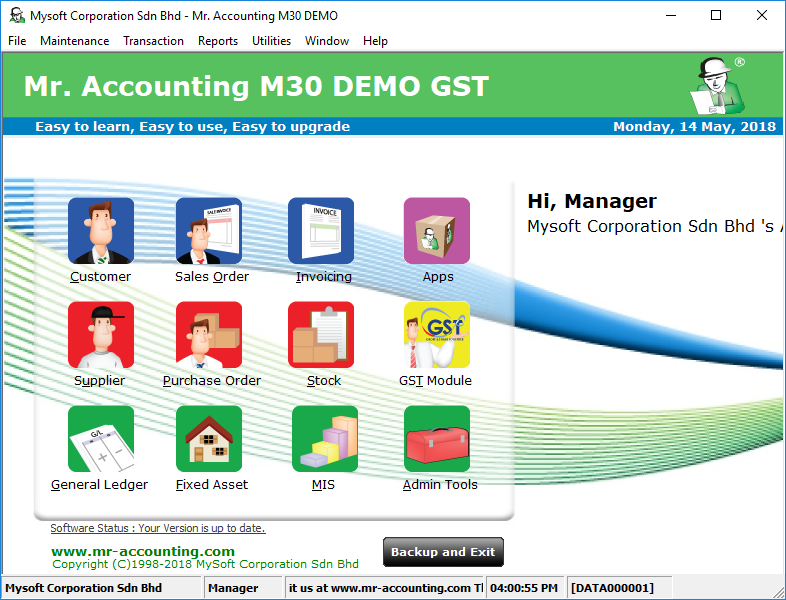 Mysoft Corporation Sdn Bhd - Mr. Accounting M30 DEMO
File Maintenance Transaction Reports Utilities Window Help
Mr. Accounting M30 DEMO GST
®
Easy to learn, Easy to use, Easy to upgrade
Monday, 14 May, 2018
Hi, Manager
Mysoft Corporation Sdn Bhd 's
SALES INVOICE
INVOICE
Customer Sales Order Invoicing Apps
GST
Supplier Purchase Order Stock GST Module
G/L
General Ledger Fixed Asset MIS Admin Tools
Software Status : Your Version is up to date.
www.mr-accounting.com
Copyright (C)1998-2018 MySoft Corporation Sdn Bhd
Backup and Exit
Mysoft Corporation Sdn Bhd Manager it us at www.mr-accounting.com 04:00:55 PM [DATA000001]